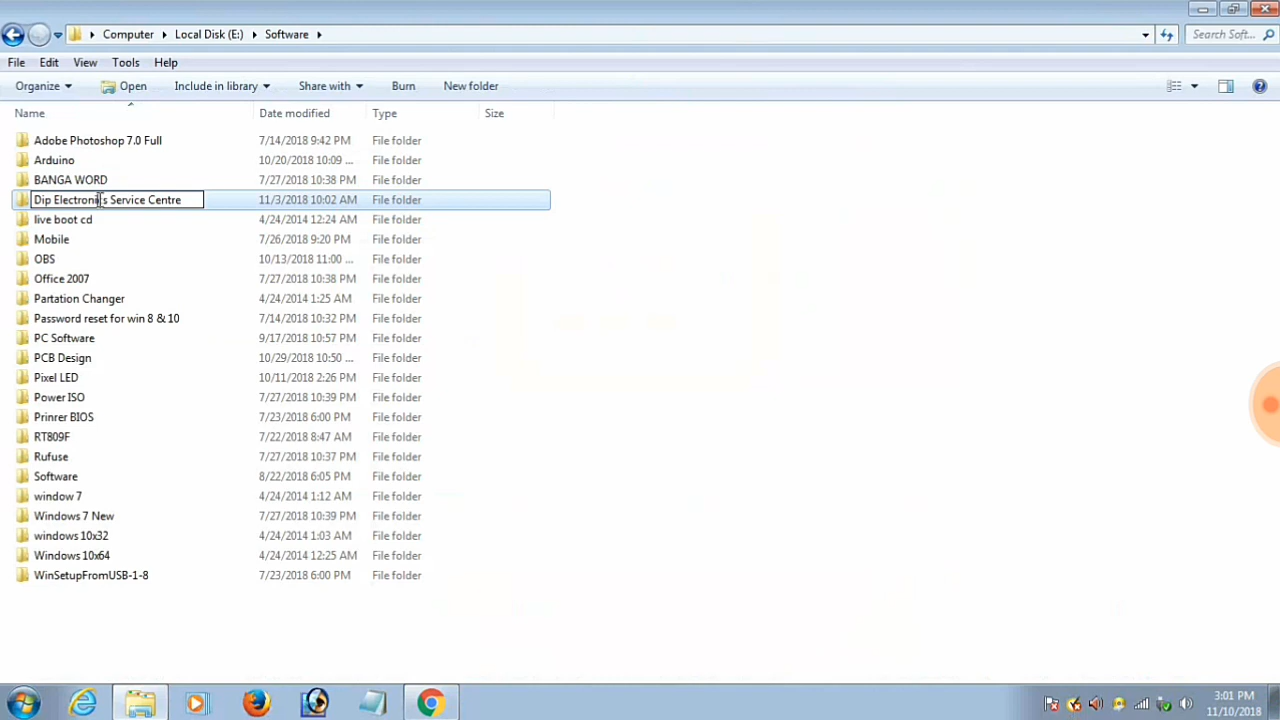 Computer Local Disk (E:) Software
Search Soft...
File Edit View Tools Help
Organize Open Include in library Share with Burn New folder
Name Date modified Type Size
Adobe Photoshop 7.0 Full 7/14/2018 9:42 PM File folder
Arduino 10/20/2018 10:09 ... File folder
BANGA WORD 7/27/2018 10:38 PM File folder
Dip Electronics Service Centre 11/3/2018 10:02 AM File folder
live boot cd 4/24/2014 12:24 AM File folder
Mobile 7/26/2018 9:20 PM File folder
OBS 10/13/2018 11:00 ... File folder
Office 2007 7/27/2018 10:38 PM File folder
Partation Changer 4/24/2014 1:25 AM File folder
Password reset for win 8 & 10 7/14/2018 10:32 PM File folder
PC Software 9/17/2018 10:57 PM File folder
PCB Design 10/29/2018 10:50 ... File folder
Pixel LED 10/11/2018 2:26 PM File folder
Power ISO 7/27/2018 10:39 PM File folder
Prinrer BIOS 7/23/2018 6:00 PM File folder
RT809F 7/22/2018 8:47 AM File folder
Rufuse 7/27/2018 10:37 PM File folder
Software 8/22/2018 6:05 PM File folder
window 7 4/24/2014 1:12 AM File folder
Windows 7 New 7/27/2018 10:39 PM File folder
windows 10x32 4/24/2014 1:03 AM File folder
Windows 10x64 4/24/2014 12:25 AM File folder
WinSetupFromUSB-1-8 7/23/2018 6:00 PM File folder
3:01 PM
11/10/2018